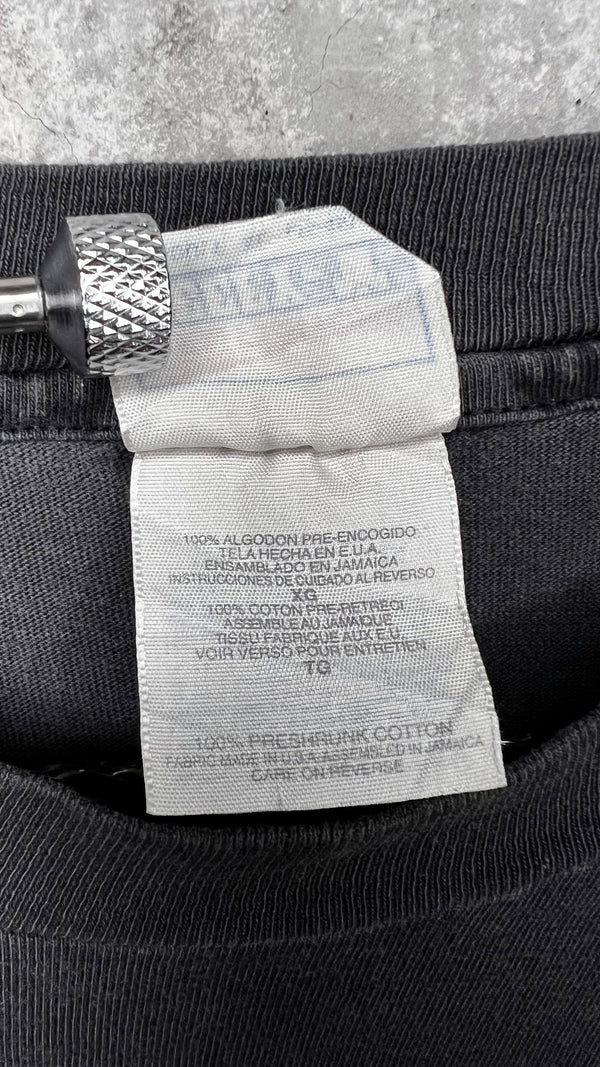 100% ALGODON PRE-ENCOGIDO
TELA HECHA EN E.U.A.
ENSAMBLADO EN JAMAICA
INSTRUCCIONES DE CUIDADO AL REVERSO
XG
100% COTON PRE-RETRECI
ASSEMBLE AU JAMAIQUE
TISSU FABRIQUE AUX E.U.
VOIR VERSO POUR ENTRETIEN
TG
100% PRESHRUNK COTTON
FABRIC MADE IN U.S.A. ASSEMBLED IN JAMAICA
CARE ON REVERSE